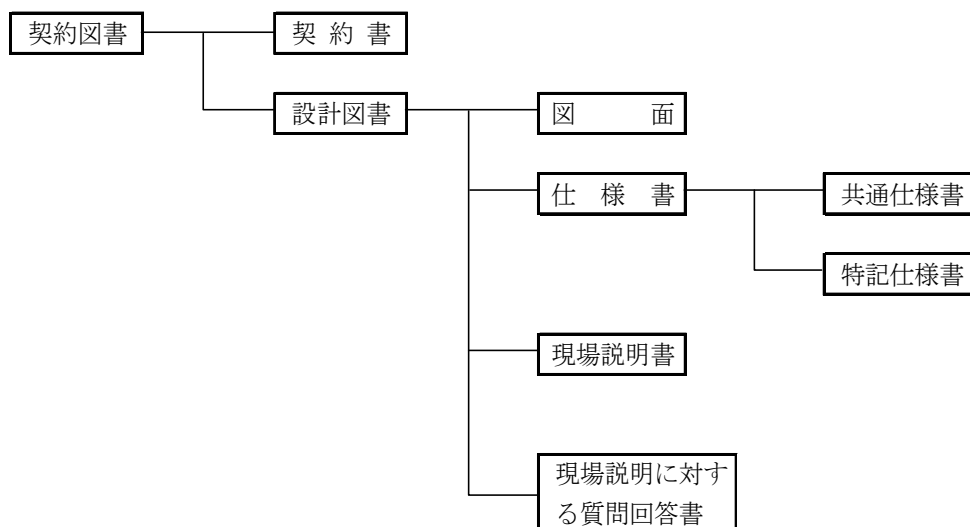 契約図書
契 約 書
設計図書
図 面
仕 様 書
共通仕様書
特記仕様書
現場説明書
現場説明に対す
る質問回答書